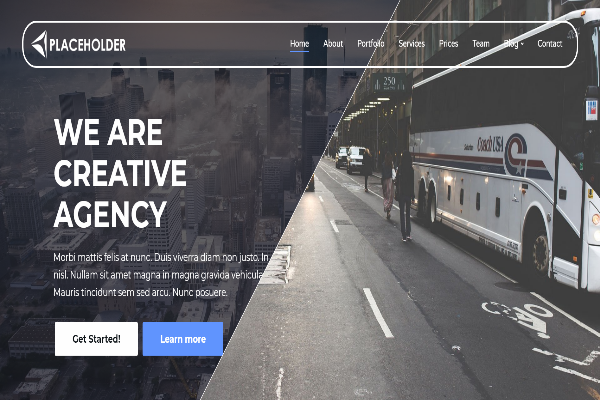 PLACEHOLDER
Home About Portfolio Services Prices Team Blog Contact
250
WE ARE
CREATIVE
AGENCY
Coach USA
Morbi mattis felis at nunc. Duis viverra diam non justo. In
nisl. Nullam sit amet magna in magna gravida vehicula
Mauris tincidunt sem sed arcu. Nunc posuere.
Get Started! Learn more